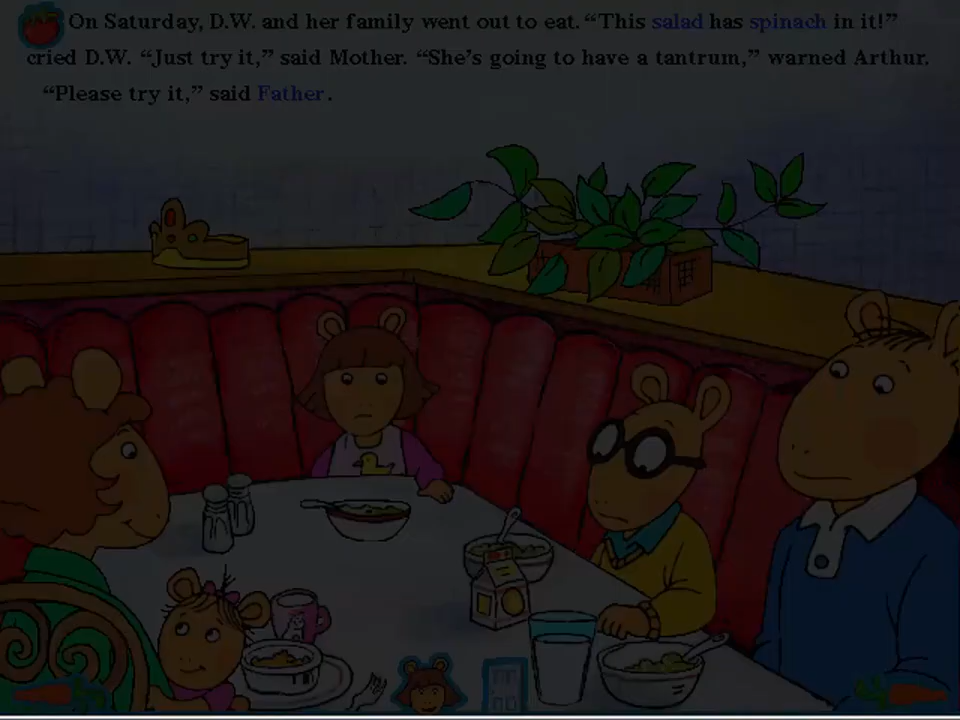 On Saturday, D.W. and her family went out to eat. “This salad has spinach in it!”
cried D.W. “Just try it,” said Mother. “She’s going to have a tantrum,” warned Arthur.
“Please try it,” said Father.